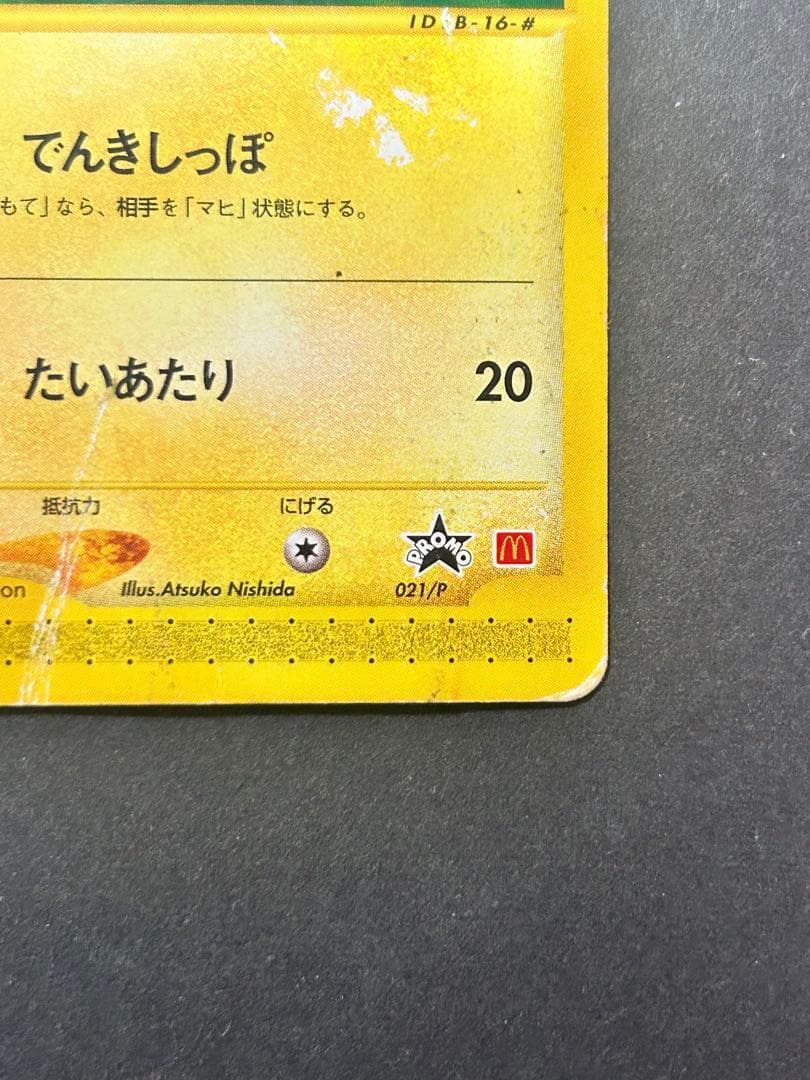 ID B-16-#
でんきしっぽ
もて」なら、相手を「マヒ」状態にする。
たいあたり 20
抵抗力 にげる
PROMO
on Illus.Atsuko Nishida 021/P